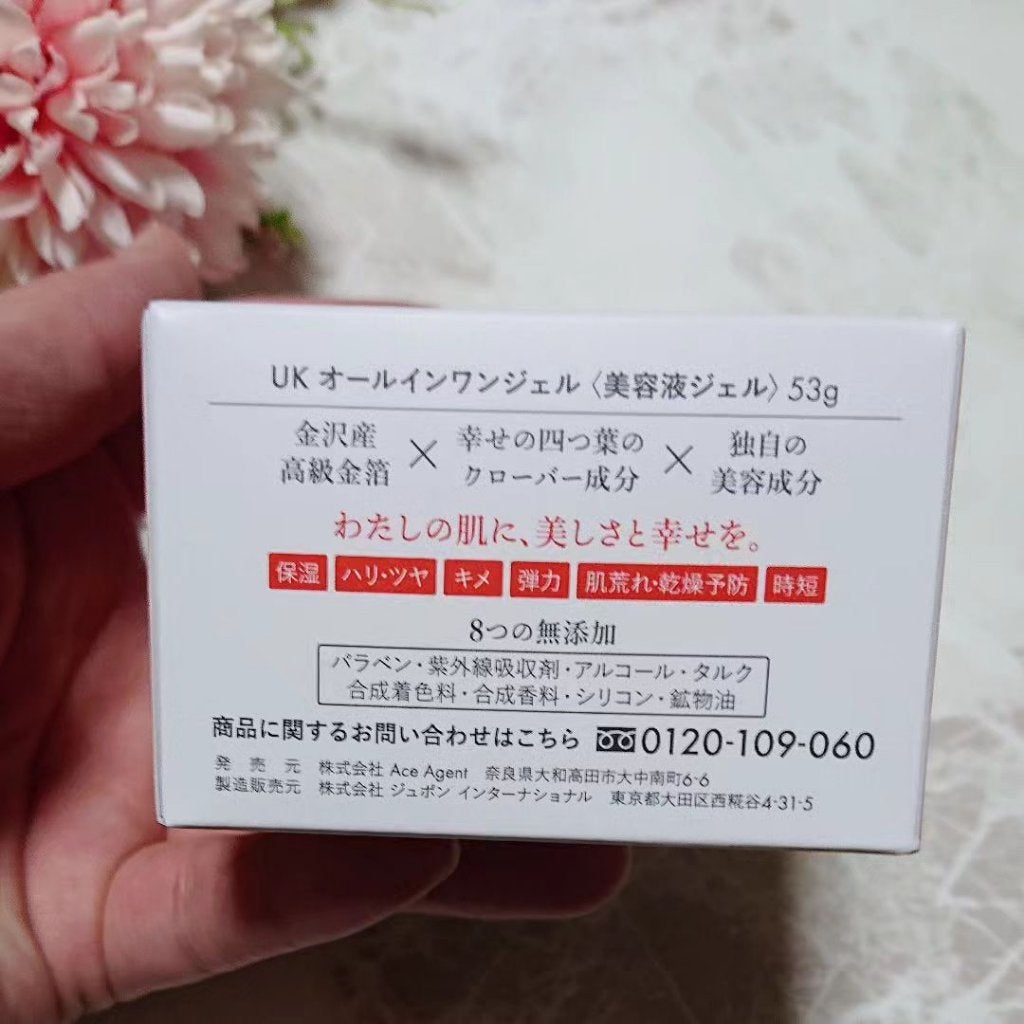 UK オールインワンジェル〈美容液ジェル〉53g
金沢産
高級金箔
×
幸せの四つ葉の
クローバー成分
×
独自の
美容成分
わたしの肌に、美しさと幸せを。
保湿 ハリ・ツヤ キメ 弾力 肌荒れ・乾燥予防 時短
8つの無添加
パラベン・紫外線吸収剤・アルコール・タルク
合成着色料・合成香料・シリコン・鉱物油
商品に関するお問い合わせはこちら 0120-109-060
発売元 株式会社 Ace Agent 奈良県大和高田市大中南町6-6
製造販売元 株式会社 ジュポン インターナショナル 東京都大田区西糀谷4-31-5